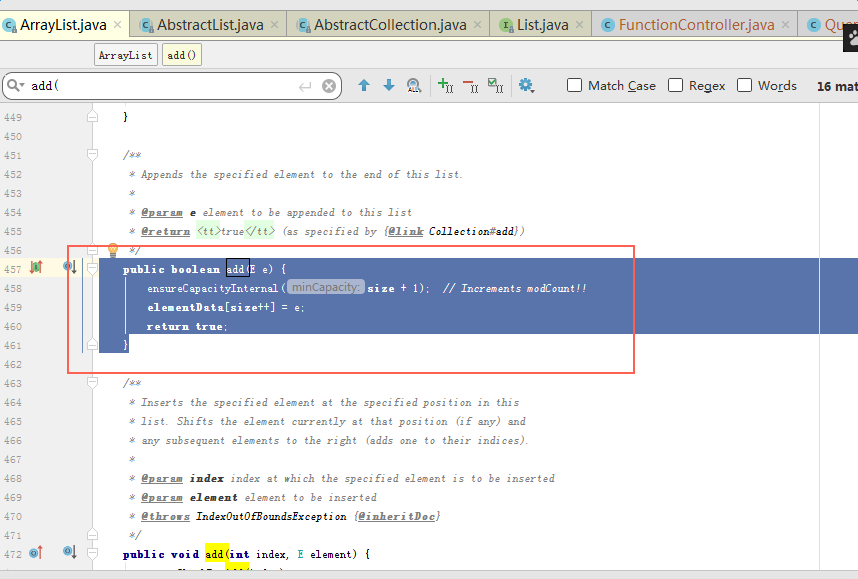 ArrayList.java × AbstractList.java × AbstractCollection.java × List.java × FunctionController.java ×
ArrayList add()
add( Match Case Regex Words
449 }
450
451 /**
452 * Appends the specified element to the end of this list.
453 *
454 * @param e element to be appended to this list
455 * @return <tt>true</tt> (as specified by {@link Collection#add})
456 */
457 public boolean add(E e) {
458 ensureCapacityInternal( minCapacity: size + 1); // Increments modCount!!
459 elementData[size++] = e;
460 return true;
461 }
462
463 /**
464 * Inserts the specified element at the specified position in this
465 * list. Shifts the element currently at that position (if any) and
466 * any subsequent elements to the right (adds one to their indices).
467 *
468 * @param index index at which the specified element is to be inserted
469 * @param element element to be inserted
470 * @throws IndexOutOfBoundsException {@inheritDoc}
471 */
472 public void add(int index, E element) {